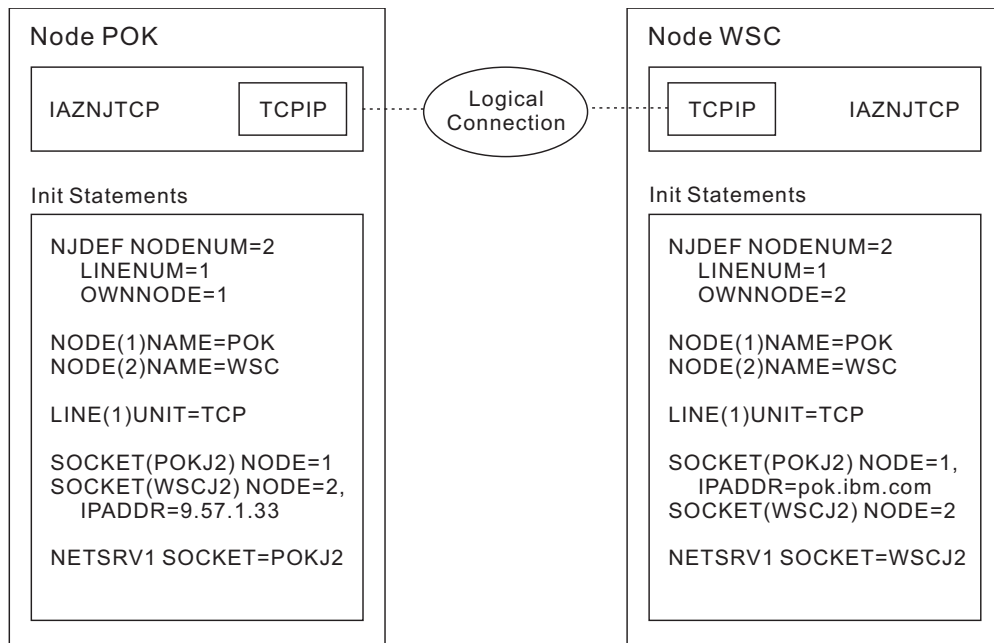 Node POK
IAZNJTCP
TCPIP
Init Statements
NJDEF NODENUM=2
LINENUM=1
OWNNODE=1
NODE(1)NAME=POK
NODE(2)NAME=WSC
LINE(1)UNIT=TCP
SOCKET(POKJ2) NODE=1
SOCKET(WSCJ2) NODE=2,
IPADDR=9.57.1.33
NETSRV1 SOCKET=POKJ2
Logical
Connection
Node WSC
TCPIP
IAZNJTCP
Init Statements
NJDEF NODENUM=2
LINENUM=1
OWNNODE=2
NODE(1)NAME=POK
NODE(2)NAME=WSC
LINE(1)UNIT=TCP
SOCKET(POKJ2) NODE=1,
IPADDR=pok.ibm.com
SOCKET(WSCJ2) NODE=2
NETSRV1 SOCKET=WSCJ2